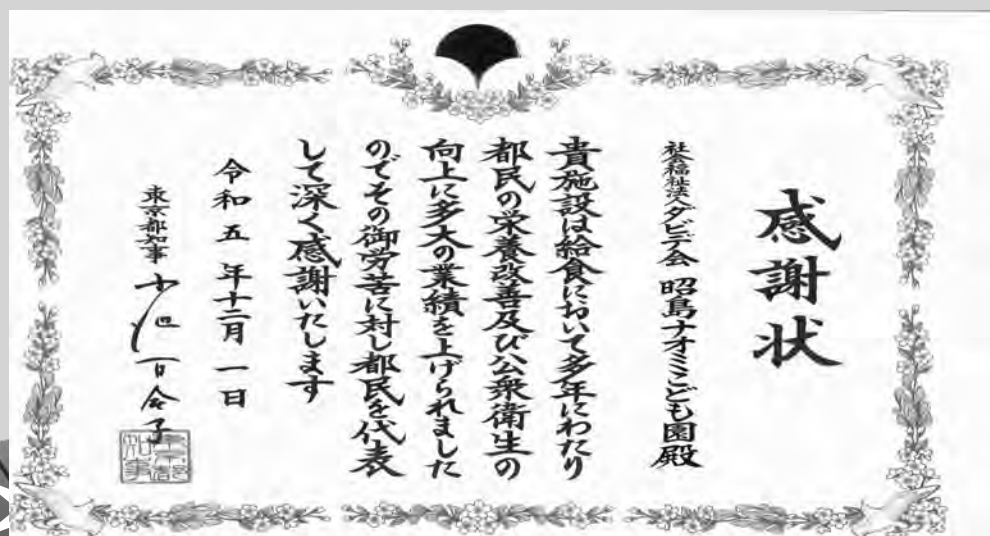 感謝状
社会福祉法人ダビデ会 昭島ナオミこども園殿
貴施設は給食において多年にわたり
都民の栄養改善及び公衆衛生の
向上に多大の業績を上げられました
のでその御労苦に対し都民を代表
して深く感謝いたします
令和五年十二月一日
東京都知事 小池百合子
東京都知事